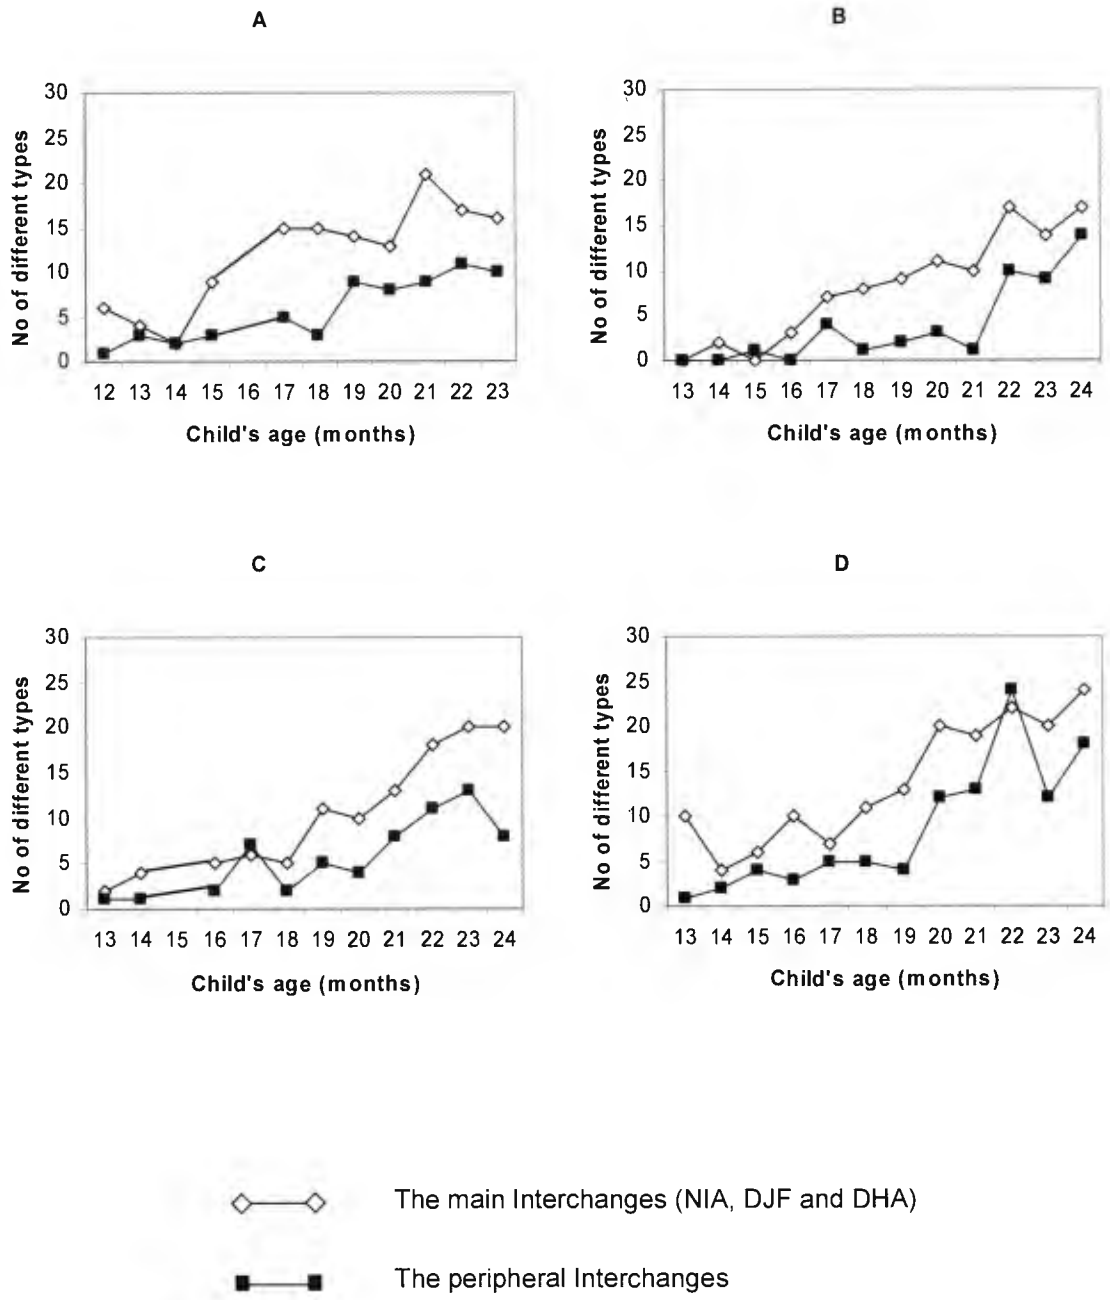 A
No of different types
30
25
20
15
10
5
0
12 13 14 15 16 17 18 19 20 21 22 23
Child's age (months)
B
No of different types
30
25
20
15
10
5
0
13 14 15 16 17 18 19 20 21 22 23 24
Child's age (months)
C
No of different types
30
25
20
15
10
5
0
13 14 15 16 17 18 19 20 21 22 23 24
Child's age (months)
D
No of different types
30
25
20
15
10
5
0
13 14 15 16 17 18 19 20 21 22 23 24
Child's age (months)
The main Interchanges (NIA, DJF and DHA)
The peripheral Interchanges